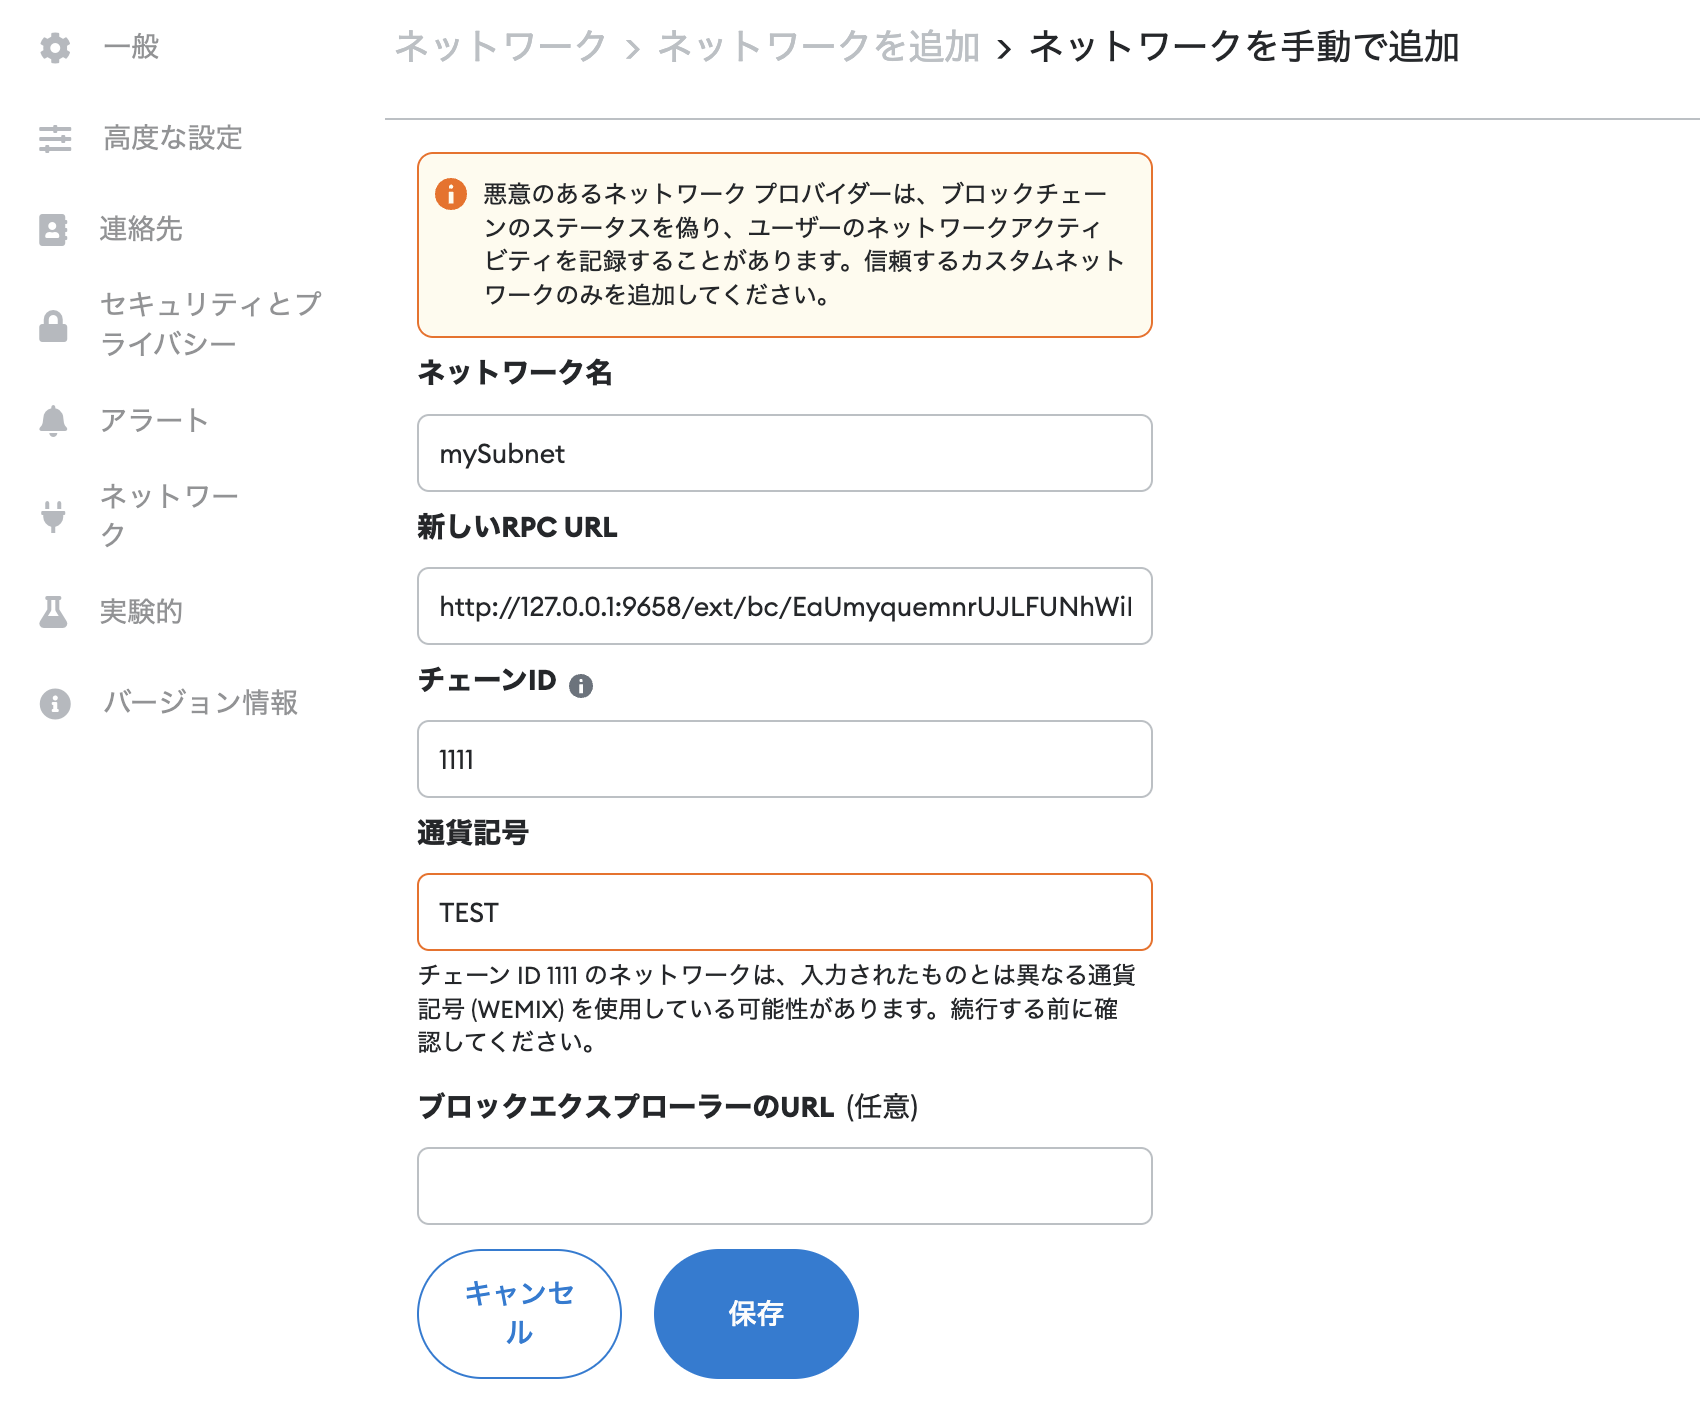 一般
高度な設定
連絡先
セキュリティとプ
ライバシー
アラート
ネットワー
ク
実験的
バージョン情報
ネットワーク > ネットワークを追加 > ネットワークを手動で追加
悪意のあるネットワーク プロバイダーは、ブロックチェー
ンのステータスを偽り、ユーザーのネットワークアクティ
ビティを記録することがあります。信頼するカスタムネット
ワークのみを追加してください。
ネットワーク名
mySubnet
新しいRPC URL
http://127.0.0.1:9658/ext/bc/EaUmyquemnrUJLFUNhWi
チェーンID
1111
通貨記号
TEST
チェーン ID 1111 のネットワークは、入力されたものとは異なる通貨
記号 (WEMIX) を使用している可能性があります。続行する前に確
認してください。
ブロックエクスプローラーのURL (任意)
キャンセ
ル
保存